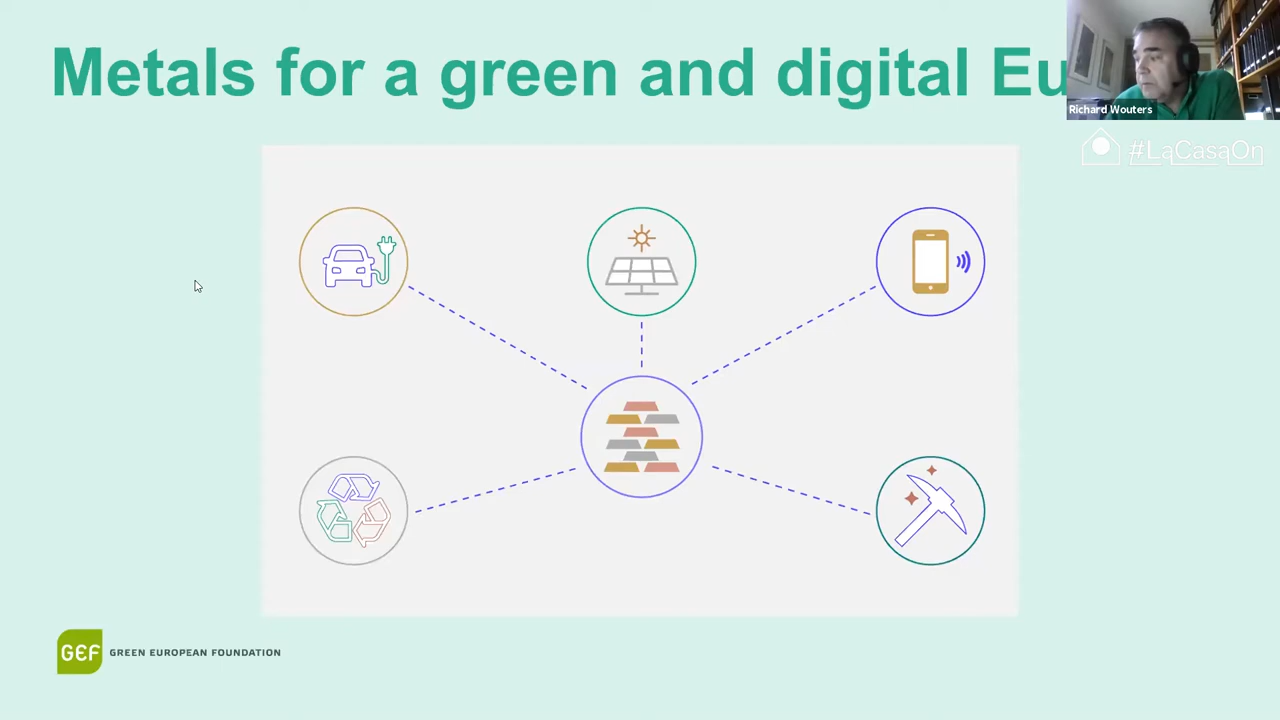 Metals for a green and digital Eu
Richard Wouters
#LaCasaOn
GEF GREEN EUROPEAN FOUNDATION